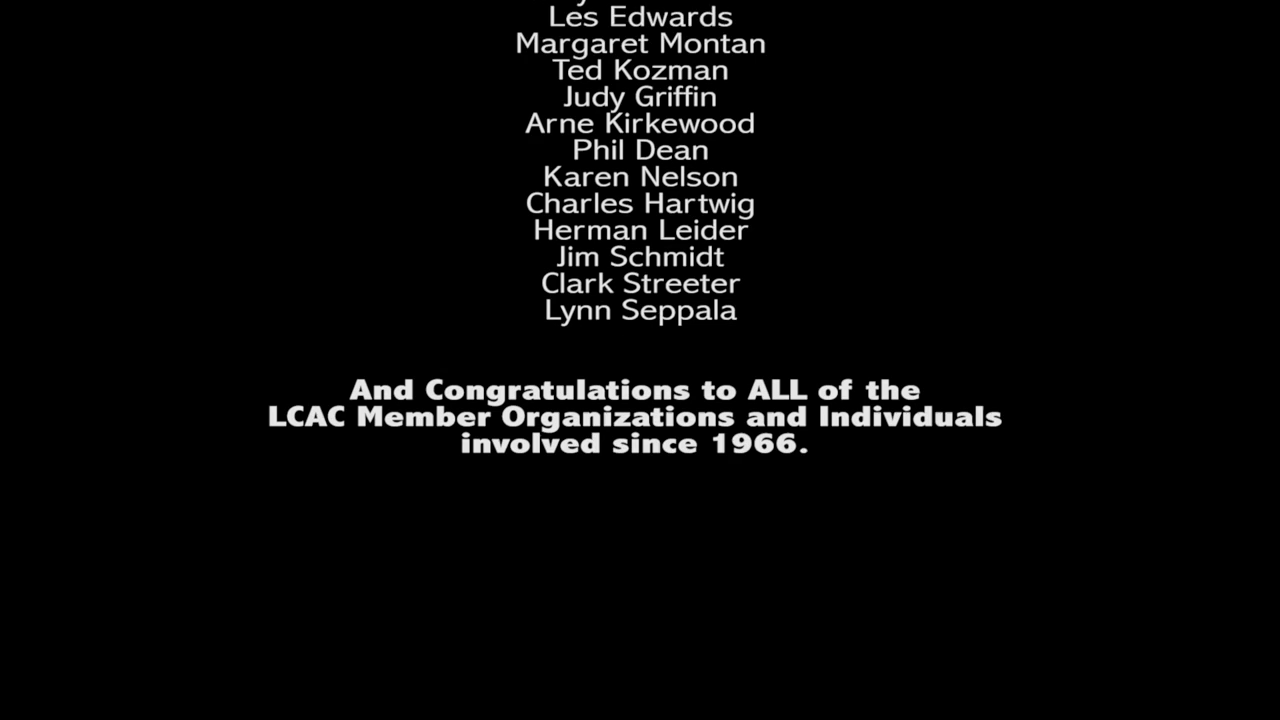 Les Edwards
Margaret Montan
Ted Kozman
Judy Griffin
Arne Kirkewood
Phil Dean
Karen Nelson
Charles Hartwig
Herman Leider
Jim Schmidt
Clark Streeter
Lynn Seppala
And Congratulations to ALL of the
LCAC Member Organizations and Individuals
involved since 1966.